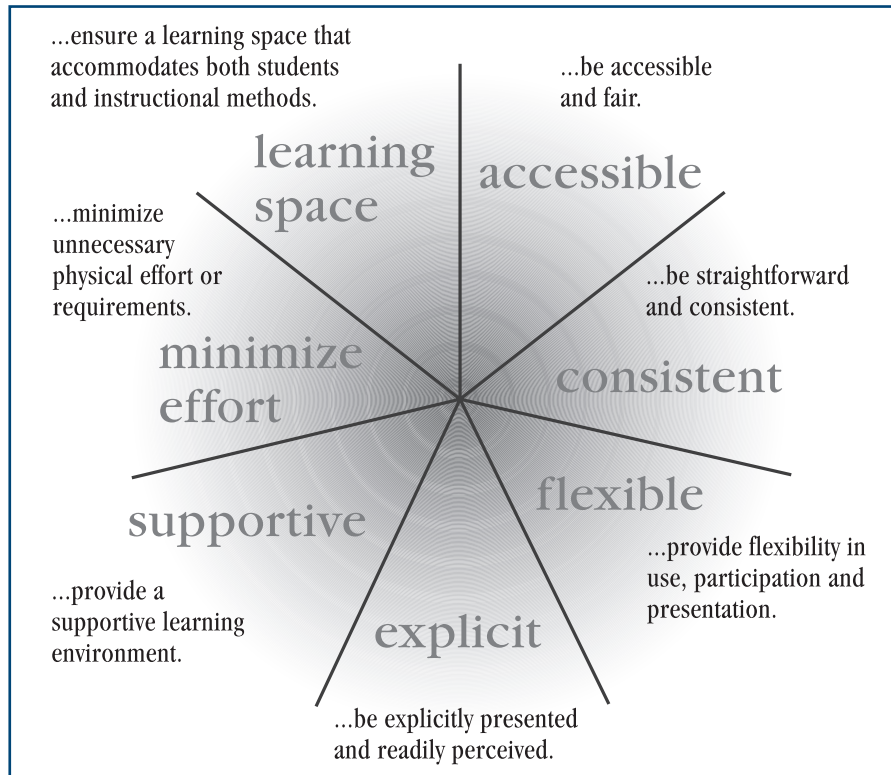 ...ensure a learning space that
accommodates both students
and instructional methods.
learning
space
...be accessible
and fair.
accessible
...be straightforward
and consistent.
consistent
flexible
...provide flexibility in
use, participation and
presentation.
explicit
...be explicitly presented
and readily perceived.
supportive
...provide a
supportive learning
environment.
...minimize
unnecessary
physical effort or
requirements.
minimize
effort